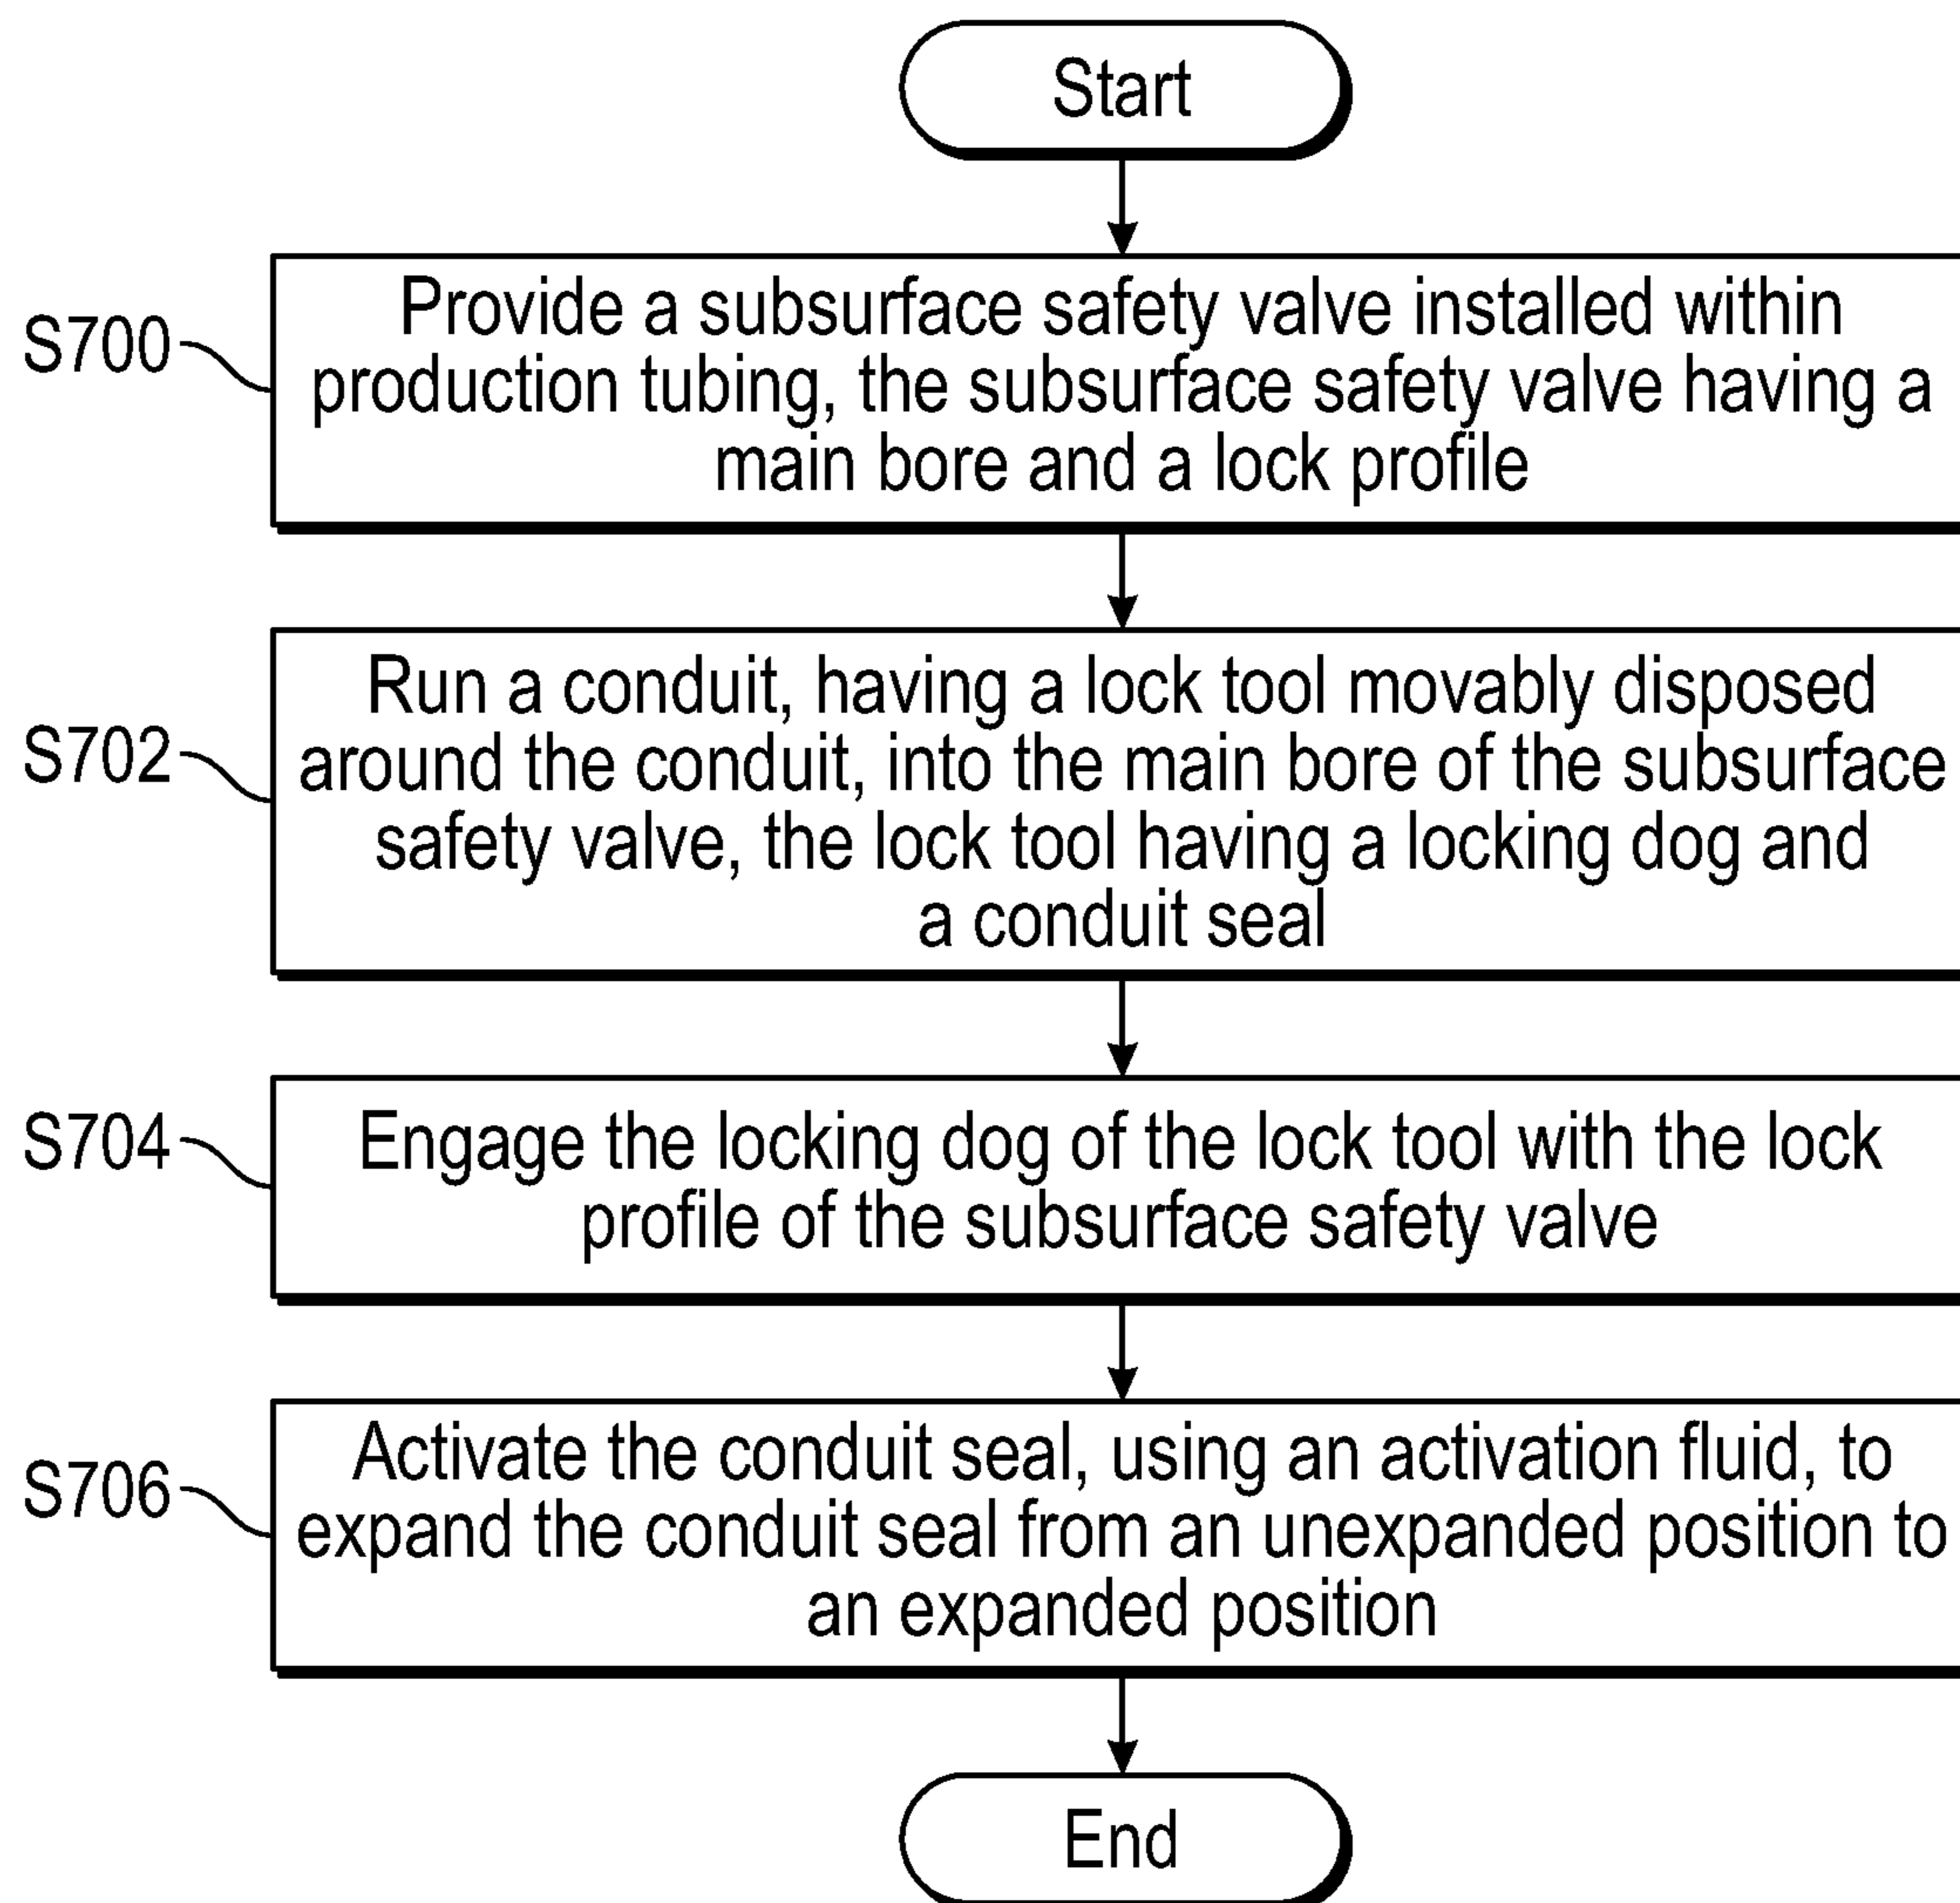 Start
S700
Provide a subsurface safety valve installed within
production tubing, the subsurface safety valve having a
main bore and a lock profile
S702
Run a conduit, having a lock tool movably disposed
around the conduit, into the main bore of the subsurface
safety valve, the lock tool having a locking dog and
a conduit seal
S704
Engage the locking dog of the lock tool with the lock
profile of the subsurface safety valve
S706
Activate the conduit seal, using an activation fluid, to
expand the conduit seal from an unexpanded position to
an expanded position
End